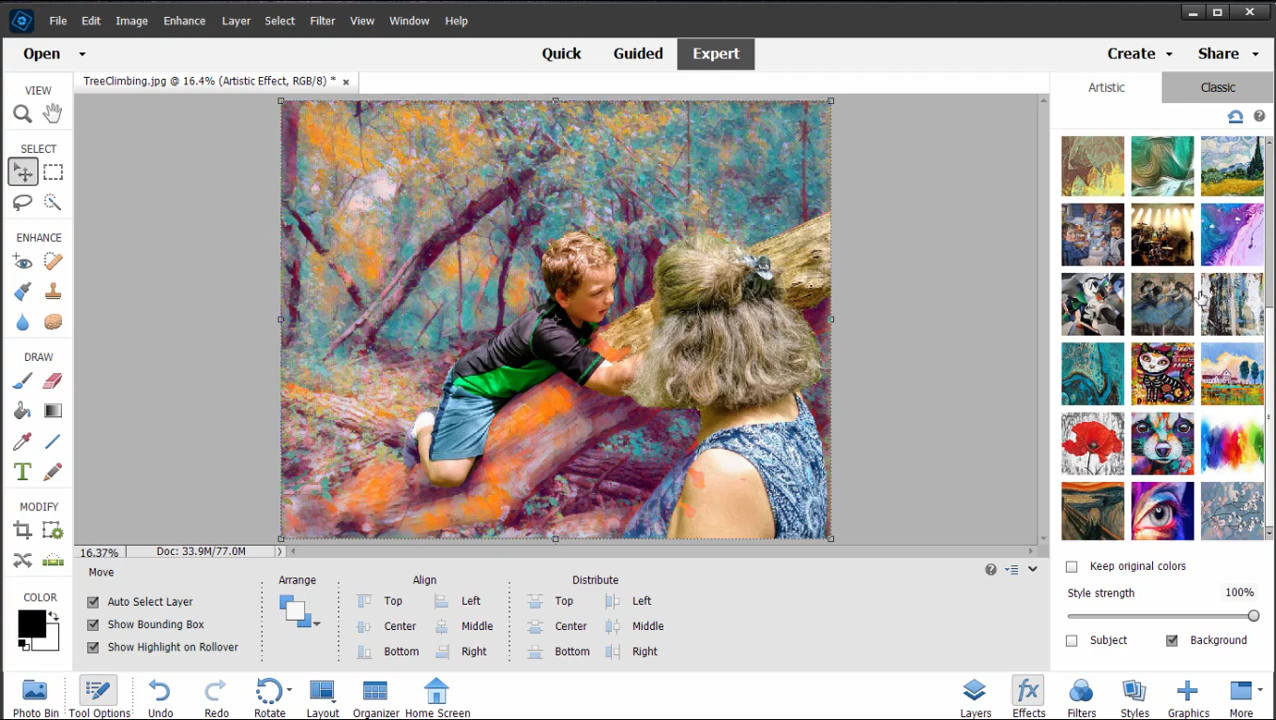 File Edit Image Enhance Layer Select Filter View Window Help
Open Quick Guided Expert Create Share
TreeClimbing.jpg @ 16.4% (Artistic Effect, RGB/8) * x
Artistic Classic
VIEW
SELECT
ENHANCE
DRAW
T
MODIFY
COLOR
16.37% Doc: 33.9M/77.0M
Move
Auto Select Layer
Show Bounding Box
Show Highlight on Rollover
Arrange
Align
Top Left
Center Middle
Bottom Right
Distribute
Top Left
Center Middle
Bottom Right
Keep original colors
Style strength 100%
Subject Background
Photo Bin Tool Options Undo Redo Rotate Layout Organizer Home Screen
fx
Layers Effects Filters Styles Graphics More